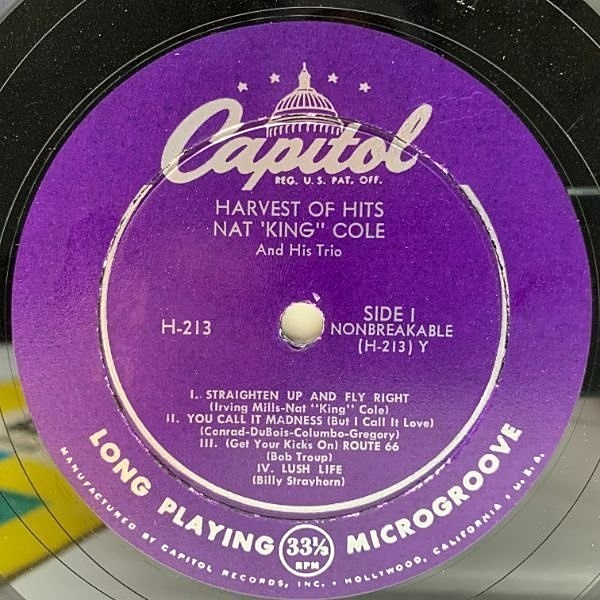 Capitol
REG. U. S. PAT. OFF.
HARVEST OF HITS
NAT 'KING" COLE
And His Trio
H-213
SIDE I
NONBREAKABLE
(H-213) Y
I. STRAIGHTEN UP AND FLY RIGHT
(Irving Mills-Nat "King" Cole)
II. YOU CALL IT MADNESS (But I Call It Love)
(Conrad-DuBois-Columbo-Gregory)
III. (Get Your Kicks On) ROUTE 66
(Bob Troup)
IV. LUSH LIFE
(Billy Strayhorn)
LONG PLAYING 33⅓ RPM MICROGROOVE
MANUFACTURED BY CAPITOL RECORDS, INC. • HOLLYWOOD, CALIFORNIA • U.S.A.